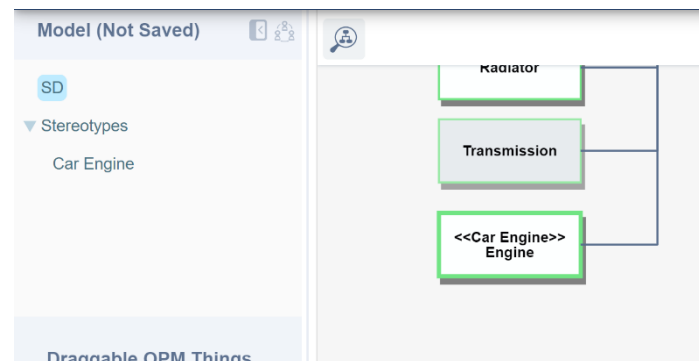 Model (Not Saved)
SD
Stereotypes
Car Engine
Draggable OPM Things
Radiator
Transmission
<<Car Engine>>
Engine